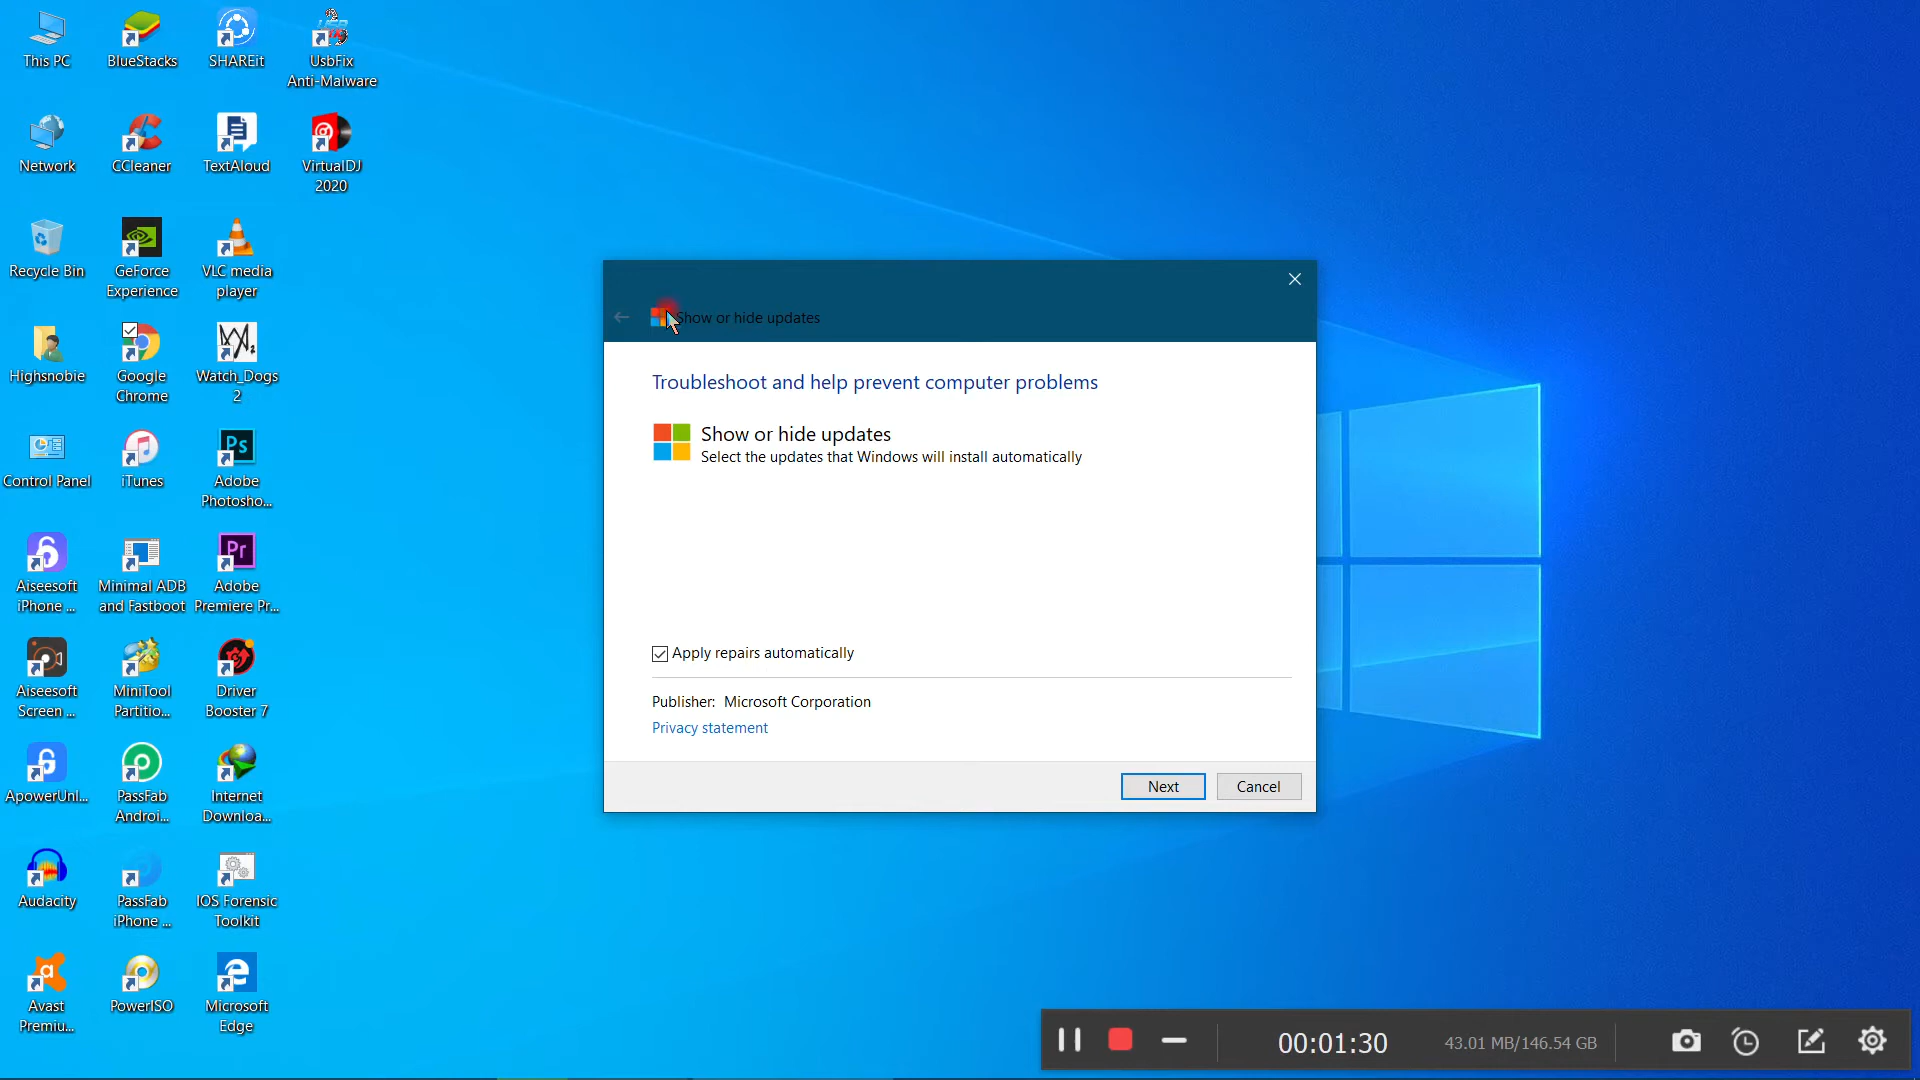 This PC
BlueStacks
SHAREit
UsbFix
Anti-Malware
Network
CCleaner
TextAloud
VirtualDJ
2020
Recycle Bin
GeForce
Experience
VLC media
player
Highsnobie
Google
Chrome
Watch_Dogs
2
Control Panel
iTunes
Adobe
Photosho...
Aiseesoft
iPhone ...
Minimal ADB
and Fastboot
Adobe
Premiere Pr...
Aiseesoft
Screen ...
MiniTool
Partitio...
Driver
Booster 7
ApowerUnl...
PassFab
Androi...
Internet
Downloa...
Audacity
PassFab
iPhone ...
IOS Forensic
Toolkit
Avast
Premiu...
PowerISO
Microsoft
Edge
Show or hide updates
Troubleshoot and help prevent computer problems
Show or hide updates
Select the updates that Windows will install automatically
Apply repairs automatically
Publisher: Microsoft Corporation
Privacy statement
Next
Cancel
00:01:30
43.01 MB/146.54 GB